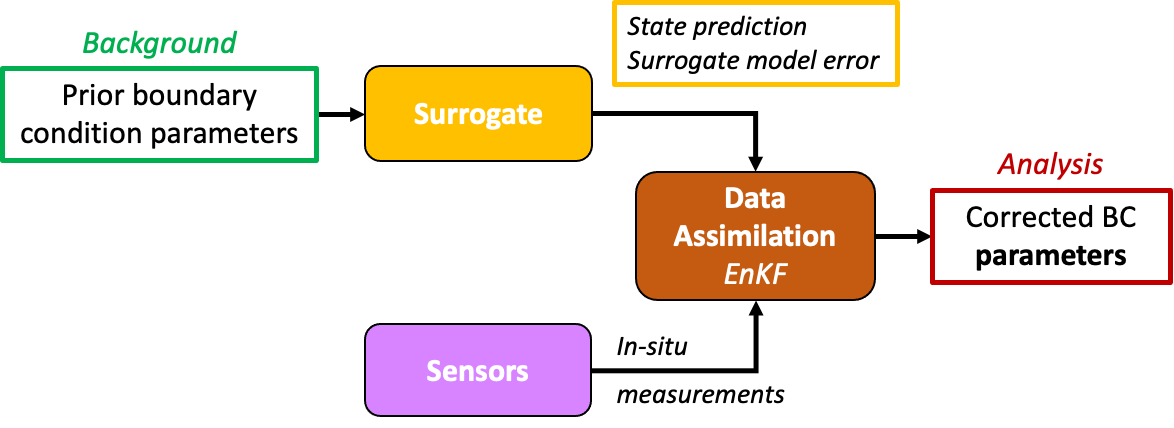 Background
Prior boundary
condition parameters
Surrogate
State prediction
Surrogate model error
Data
Assimilation
EnKF
Analysis
Corrected BC
parameters
Sensors
In-situ
measurements